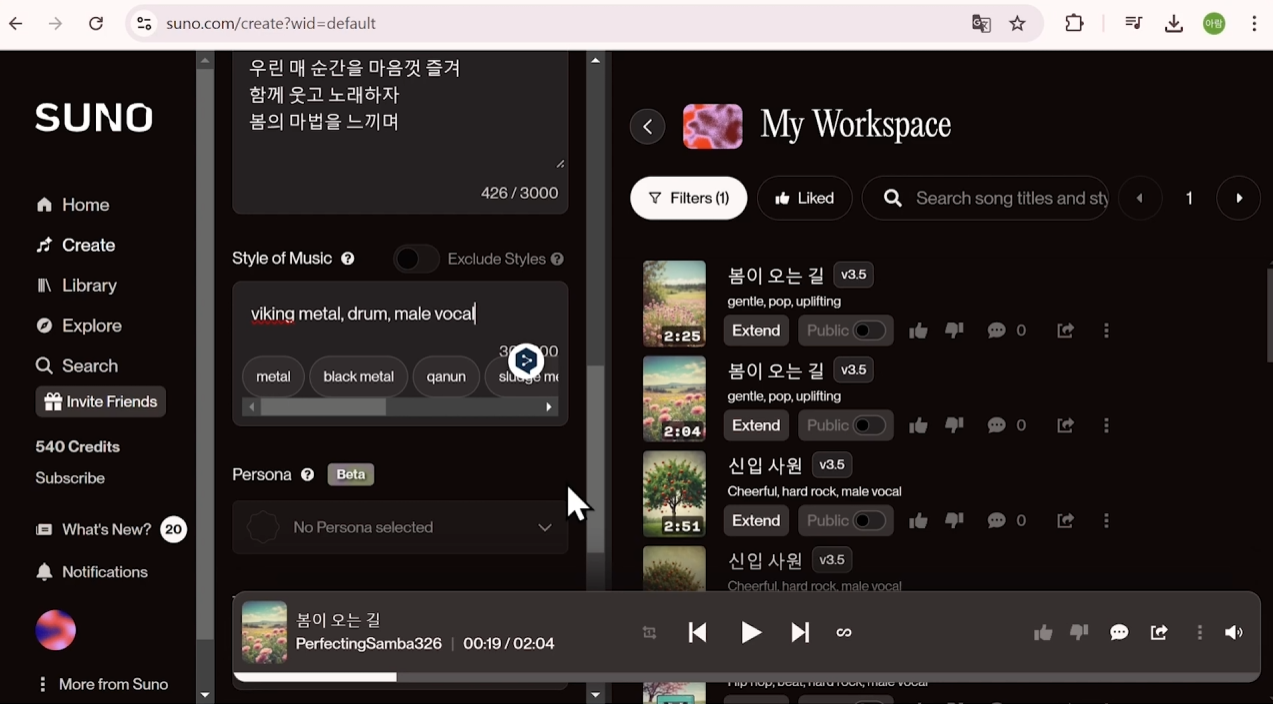 suno.com/create?wid=default
아람
SUNO
Home
Create
Library
Explore
Search
Invite Friends
540 Credits
Subscribe
What's New? 20
Notifications
More from Suno
우린 매 순간을 마음껏 즐겨
함께 웃고 노래하자
봄의 마법을 느끼며
426 / 3000
Style of Music
Exclude Styles
viking metal, drum, male vocal
metal
black metal
qanun
Persona
Beta
No Persona selected
My Workspace
Filters (1)
Liked
Search song titles and sty
1
봄이 오는 길 v3.5
gentle, pop, uplifting
2:25
Extend Public 0
봄이 오는 길 v3.5
gentle, pop, uplifting
2:04
Extend Public 0
신입 사원 v3.5
Cheerful, hard rock, male vocal
2:51
Extend Public 0
신입 사원 v3.5
Cheerful, hard rock, male vocal
봄이 오는 길
PerfectingSamba326 | 00:19 / 02:04
Hip hop, beat, hard rock, male vocal